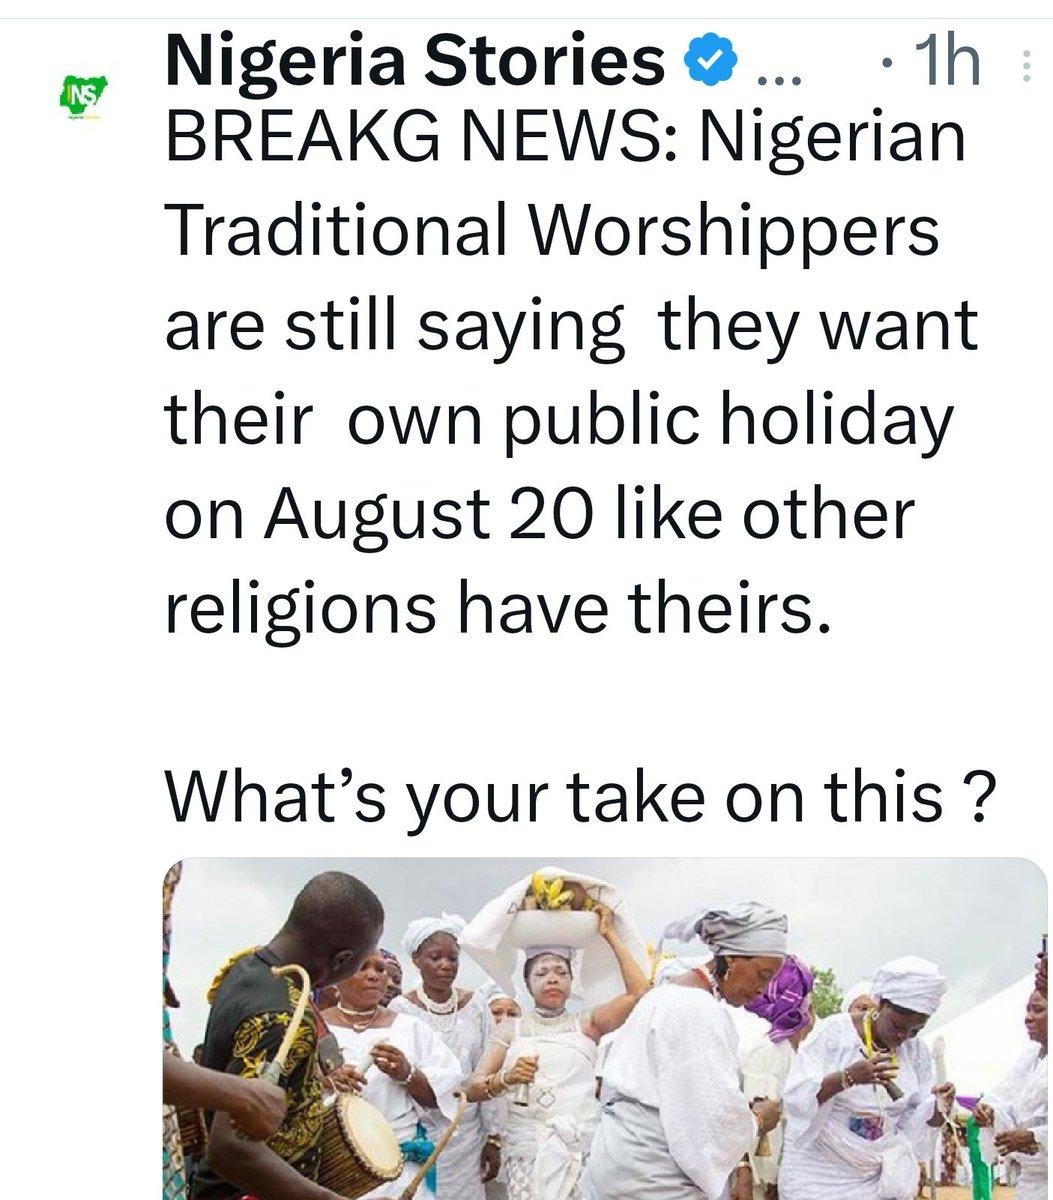 Nigeria Stories ... · 1h
NS
BREAKG NEWS: Nigerian
Traditional Worshippers
are still saying  they want
their  own public holiday
on August 20 like other
religions have theirs.
What’s your take on this ?